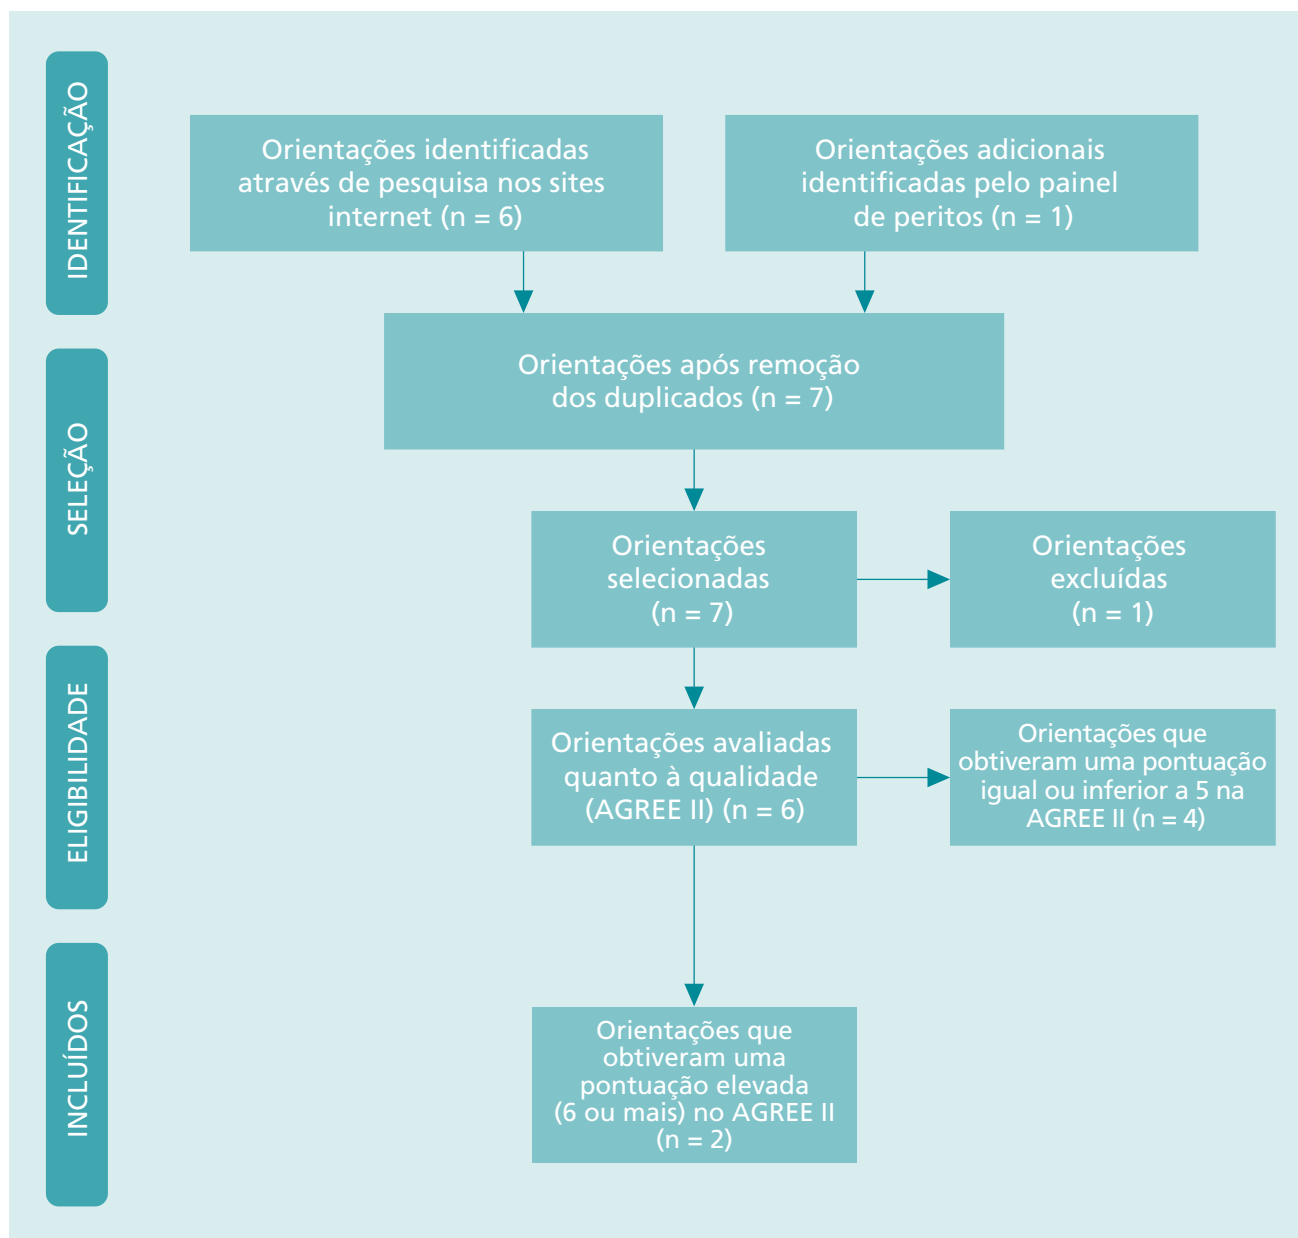 IDENTIFICAÇÃO
Orientações identificadas
através de pesquisa nos sites
internet (n = 6)
Orientações adicionais
identificadas pelo painel
de peritos (n = 1)
SELEÇÃO
Orientações após remoção
dos duplicados (n = 7)
Orientações
selecionadas
(n = 7)
Orientações
excluídas
(n = 1)
ELIGIBILIDADE
Orientações avaliadas
quanto à qualidade
(AGREE II) (n = 6)
Orientações que
obtiveram uma pontuação
igual ou inferior a 5 na
AGREE II (n = 4)
INCLUÍDOS
Orientações que
obtiveram uma
pontuação elevada
(6 ou mais) no AGREE II
(n = 2)